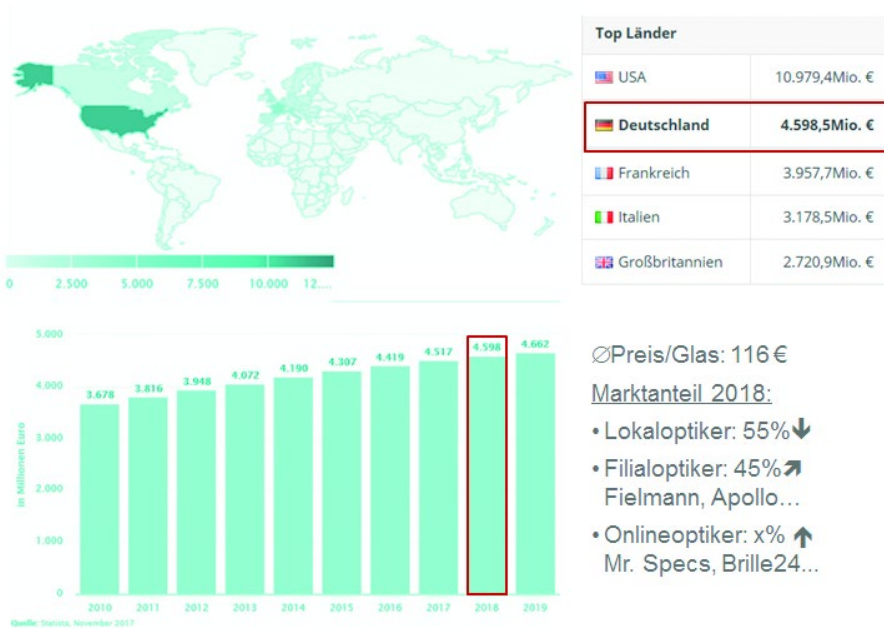 Top Länder
USA 10.979,4Mio. €
Deutschland 4.598,5Mio. €
Frankreich 3.957,7Mio. €
Italien 3.178,5Mio. €
Großbritannien 2.720,9Mio. €
0 2.500 5.000 7.500 10.000 12....
5.000
4.000
3.000
2.000
1.000
0
in Millionen Euro
3.678 3.816 3.948 4.072 4.190 4.307 4.419 4.517 4.598 4.662
2010 2011 2012 2013 2014 2015 2016 2017 2018 2019
Quelle: Statista, November 2017
∅Preis/Glas: 116 €
Marktanteil 2018:
• Lokaloptiker: 55%🡻
• Filialoptiker: 45%🡽
Fielmann, Apollo...
• Onlineoptiker: x% 🡹
Mr. Specs, Brille24...